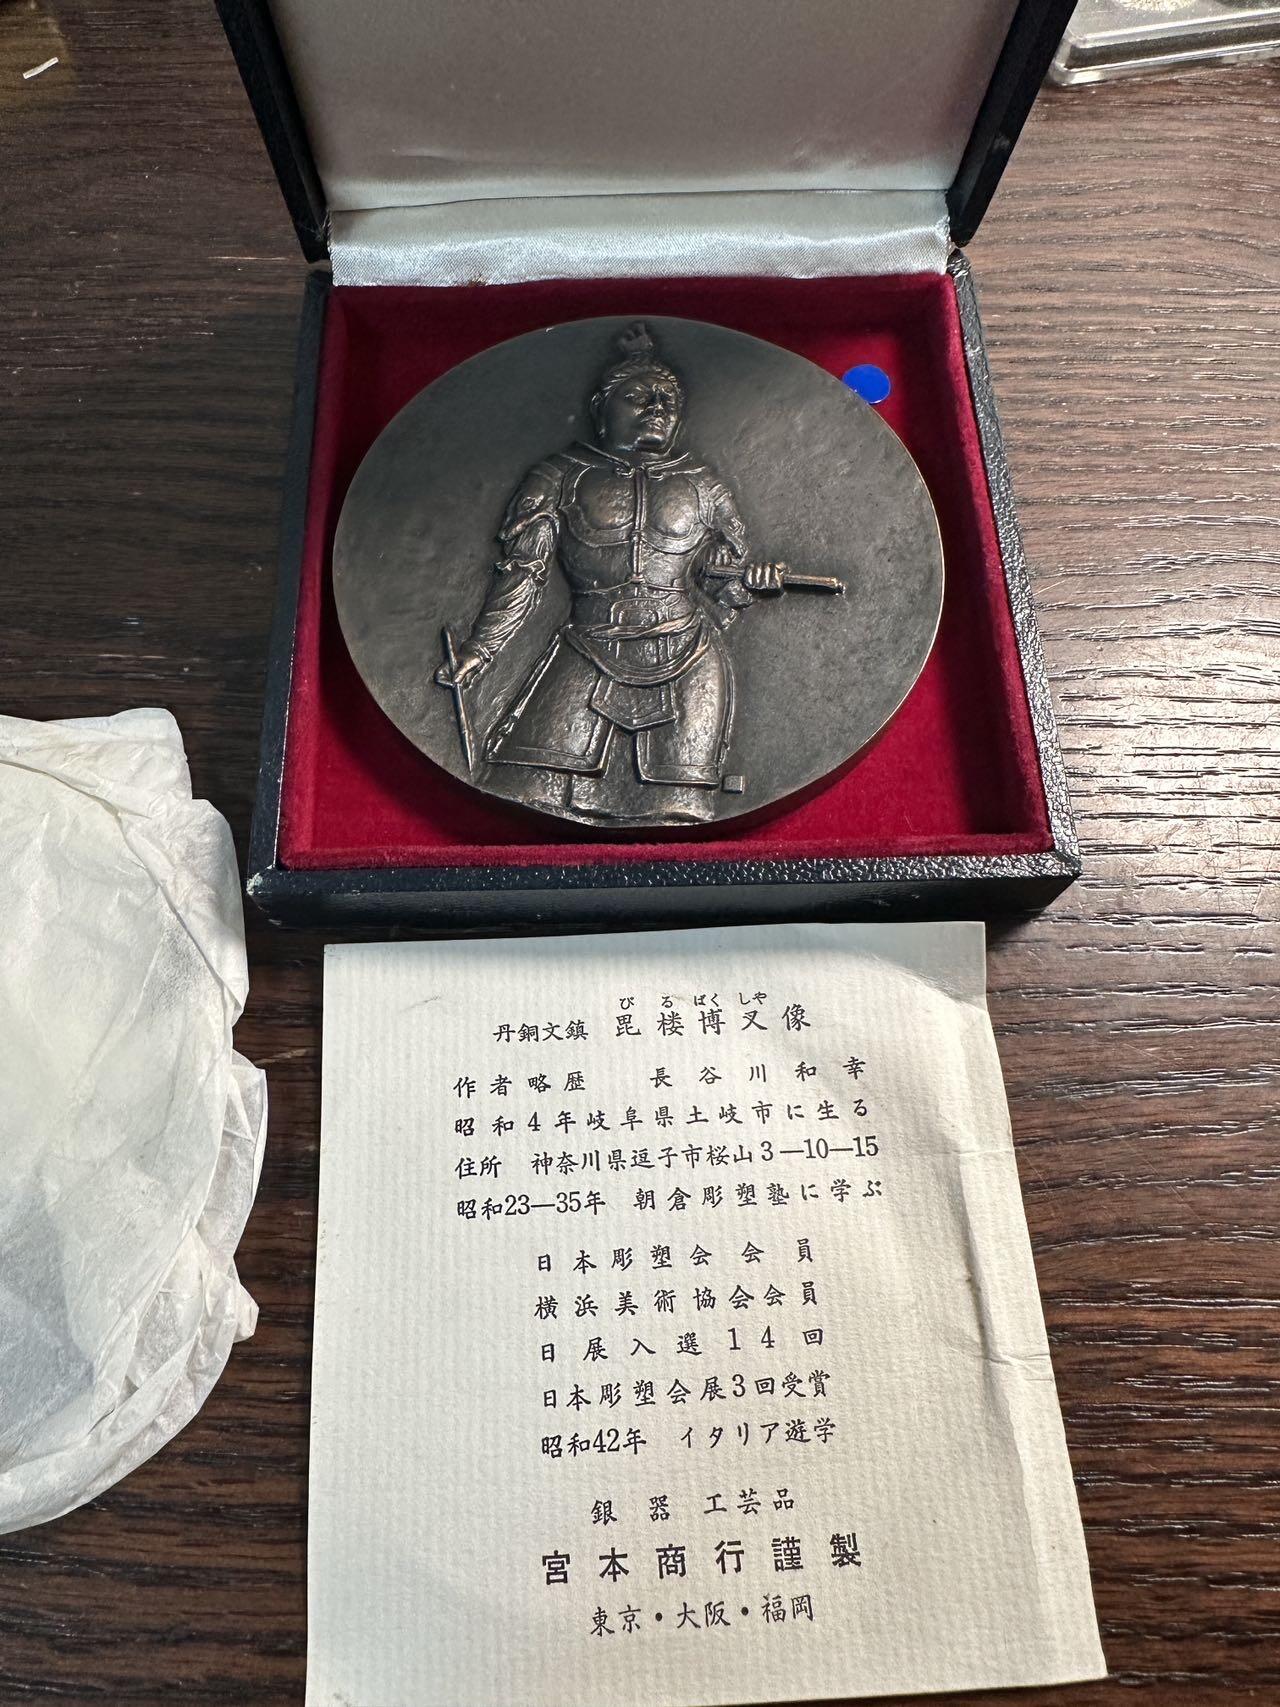 びるばくしや
丹銅文鎮 毘楼博叉像
作者略歴 長谷川和幸
昭和4年岐阜県土岐市に生る
住所 神奈川県逗子市桜山3―10―15
昭和23―35年 朝倉彫塑塾に学ぶ
日本彫塑会会員
横浜美術協会会員
日展入選14回
日本彫塑会展3回受賞
昭和42年 イタリア遊学
銀器 工芸品
宮本商行謹製
東京・大阪・福岡